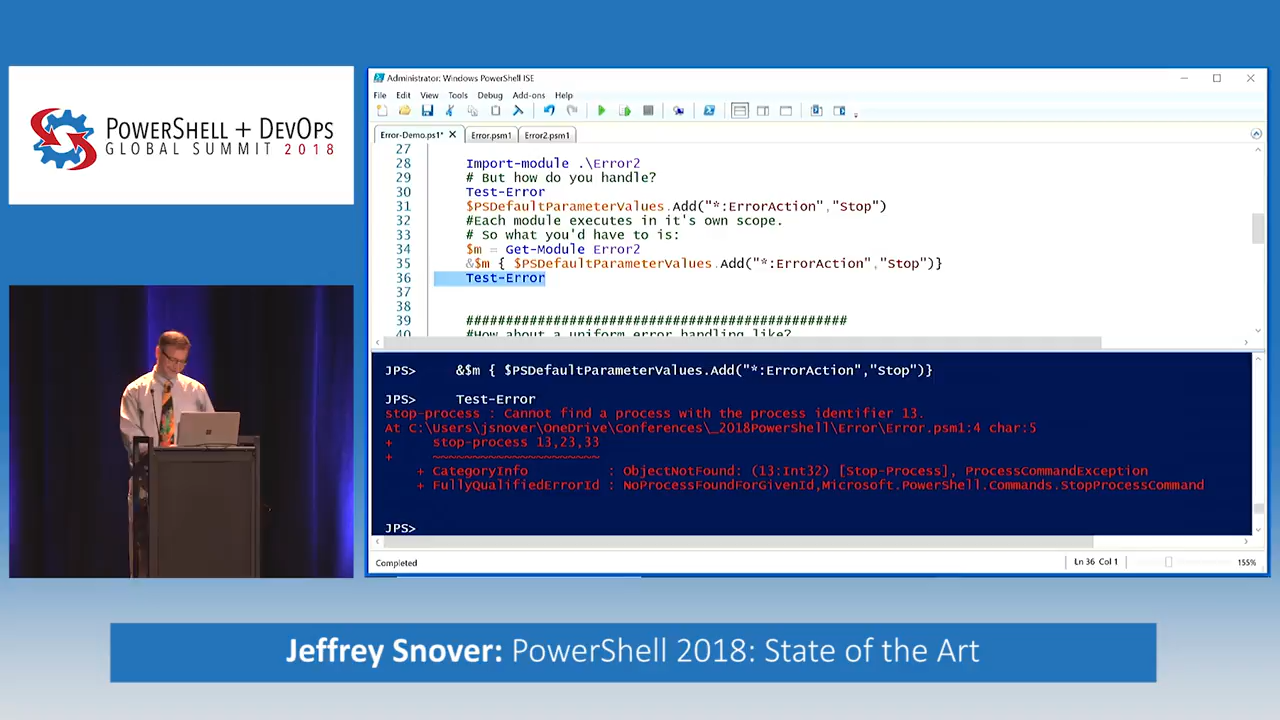 POWERSHELL + DEVOPS
GLOBAL SUMMIT 2018
Administrator: Windows PowerShell ISE
File Edit View Tools Debug Add-ons Help
Error-Demo.ps1* Error.psm1 Error2.psm1
27
28 Import-module .\Error2
29 # But how do you handle?
30 Test-Error
31 $PSDefaultParameterValues.Add("*:ErrorAction","Stop")
32 #Each module executes in it's own scope.
33 # So what you'd have to is:
34 $m = Get-Module Error2
35 &$m { $PSDefaultParameterValues.Add("*:ErrorAction","Stop")}
36 Test-Error
37
38
39 ################################################
40 #How about a uniform error handling like?
JPS> &$m { $PSDefaultParameterValues.Add("*:ErrorAction","Stop")}
JPS> Test-Error
stop-process : Cannot find a process with the process identifier 13.
At C:\Users\jsnover\OneDrive\Conferences\_2018PowerShell\Error\Error.psm1:4 char:5
+ stop-process 13,23,33
+ ~~~~~~~~~~~~~~~~~~~~~
+ CategoryInfo : ObjectNotFound: (13:Int32) [Stop-Process], ProcessCommandException
+ FullyQualifiedErrorId : NoProcessFoundForGivenId,Microsoft.PowerShell.Commands.StopProcessCommand
JPS>
Completed Ln 36 Col 1 155%
Jeffrey Snover: PowerShell 2018: State of the Art